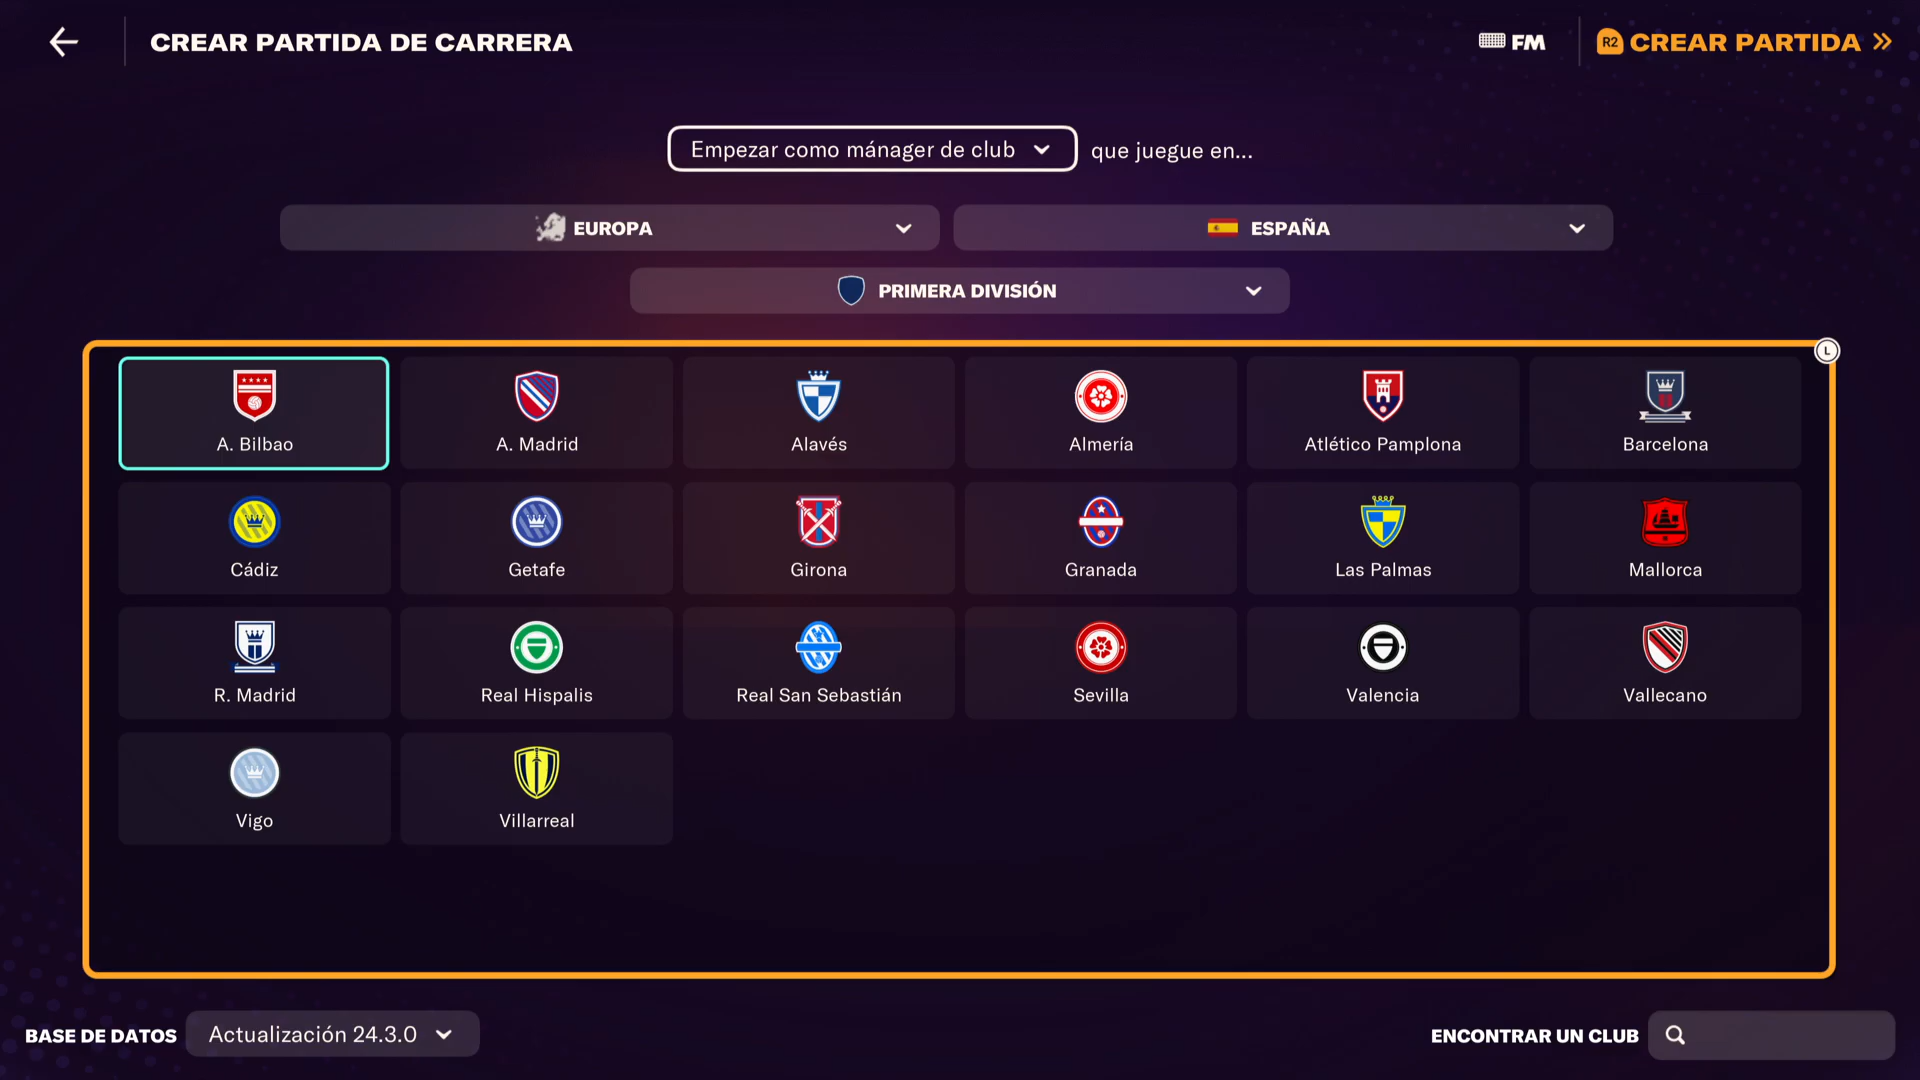 CREAR PARTIDA DE CARRERA
FM
R2 CREAR PARTIDA
Empezar como mánager de club que juegue en...
EUROPA
ESPAÑA
PRIMERA DIVISIÓN
L
A. Bilbao
A. Madrid
Alavés
Almería
Atlético Pamplona
Barcelona
Cádiz
Getafe
Girona
Granada
Las Palmas
Mallorca
R. Madrid
Real Hispalis
Real San Sebastián
Sevilla
Valencia
Vallecano
Vigo
Villarreal
BASE DE DATOS Actualización 24.3.0
ENCONTRAR UN CLUB